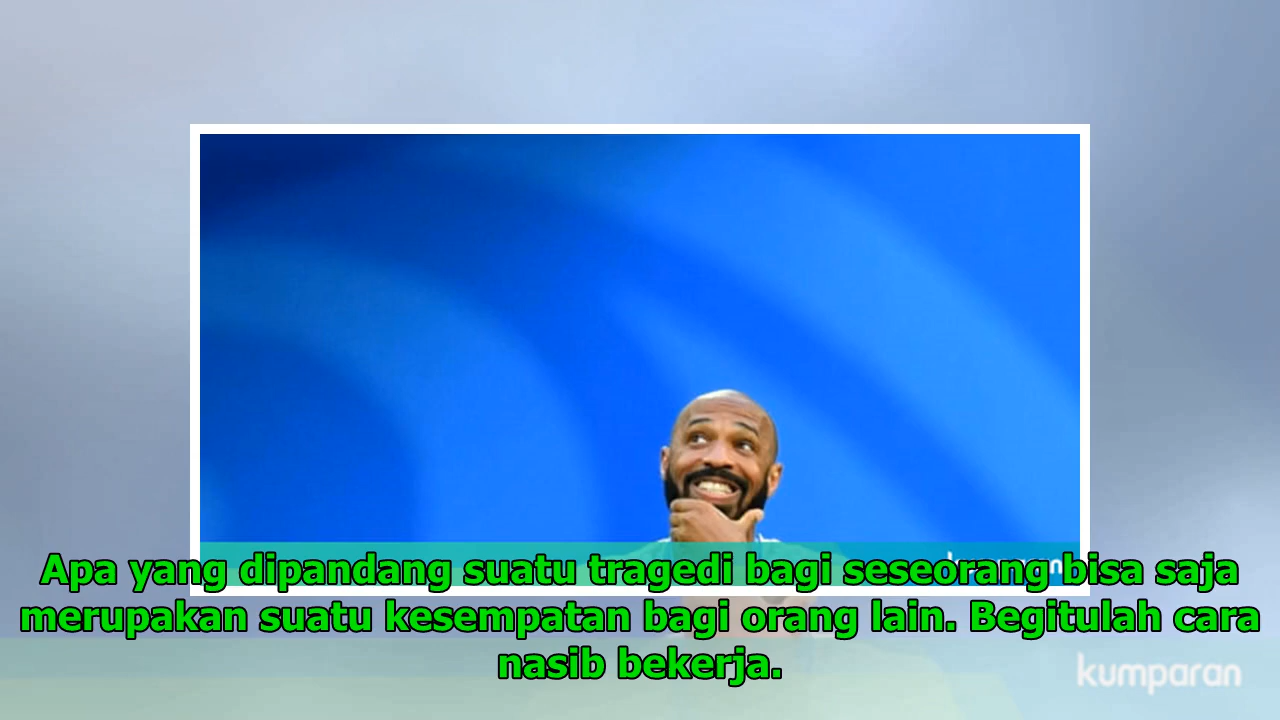 kumparan
Apa yang dipandang suatu tragedi bagi seseorang bisa saja
merupakan suatu kesempatan bagi orang lain. Begitulah cara
nasib bekerja.
kumparan